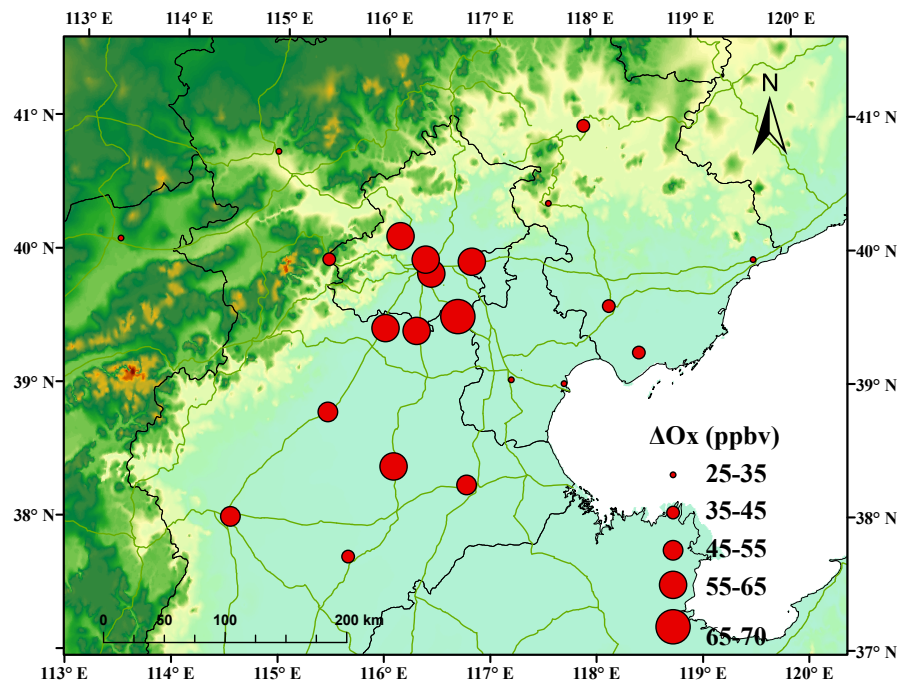 113° E 114° E 115° E 116° E 117° E 118° E 119° E 120° E
N
41° N 41° N
40° N 40° N
39° N 39° N
ΔOx (ppbv)
25-35
35-45
38° N 38° N
45-55
55-65
0 50 100 200 km
65-70
37° N
113° E 114° E 115° E 116° E 117° E 118° E 119° E 120° E